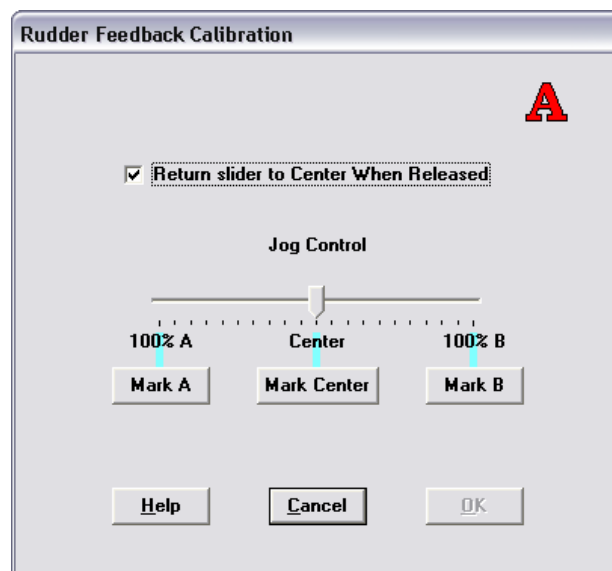 Rudder Feedback Calibration
A
Return slider to Center When Released
Jog Control
100% A Center 100% B
Mark A Mark Center Mark B
Help Cancel OK